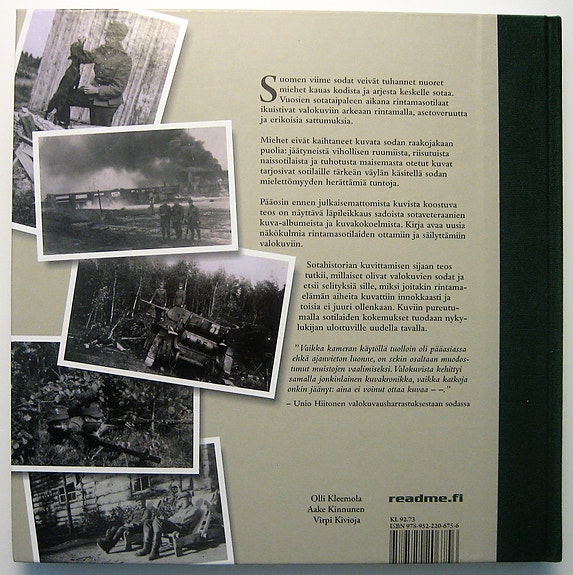 Suomen viime sodat veivät tuhannet nuoret
miehet kauas kodista ja arjesta keskelle sotaa.
Vuosien sotataipaleen aikana rintamasotilaat
ikuistivat valokuviin arkeaan rintamalla, asetoveruutta
ja erikoisia sattumuksia.
Miehet eivät kaihtaneet kuvata sodan raakojakaan
puolia: jäätyneistä vihollisen ruumiista, riisutuista
naissotilaista ja tuhotusta maisemasta otetut kuvat
tarjosivat sotilaille tärkeän väylän käsitellä sodan
mielettömyyden herättämiä tuntoja.
Pääosin ennen julkaisemattomista kuvista koostuva
teos on näyttävä läpileikkaus sadoista sotaveteraanien
kuva-albumeista ja kuvakokoelmista. Kirja avaa uusia
näkökulmia rintamasotilaiden ottamiin ja säilyttämiin
valokuviin.
Sotahistorian kuvittamisen sijaan teos
tutkii, millaiset olivat valokuvien sodat ja
etsii selityksiä sille, miksi joitakin rintama-
elämän aiheita kuvattiin innokkaasti ja
toisia ei juuri ollenkaan. Kuviin pureutu-
malla sotilaiden kokemukset tuodaan nyky-
lukijan ulottuville uudella tavalla.
"Vaikka kameran käytöllä tuolloin oli pääasiassa
ehkä ajanvieton luonne, on sekin osaltaan muodos-
tunut muistojen vaalimiseksi. Valokuvista kehittyi
samalla jonkinlainen kuvakronikka, vaikka katkoja
onkin jäänyt: aina ei voinut ottaa kuvaa – –."
– Unio Hiitonen valokuvausharrastuksestaan sodassa
Olli Kleemola
Aake Kinnunen
Virpi Kivioja
readme.fi
KL 92.73
ISBN 978-952-220-675-6